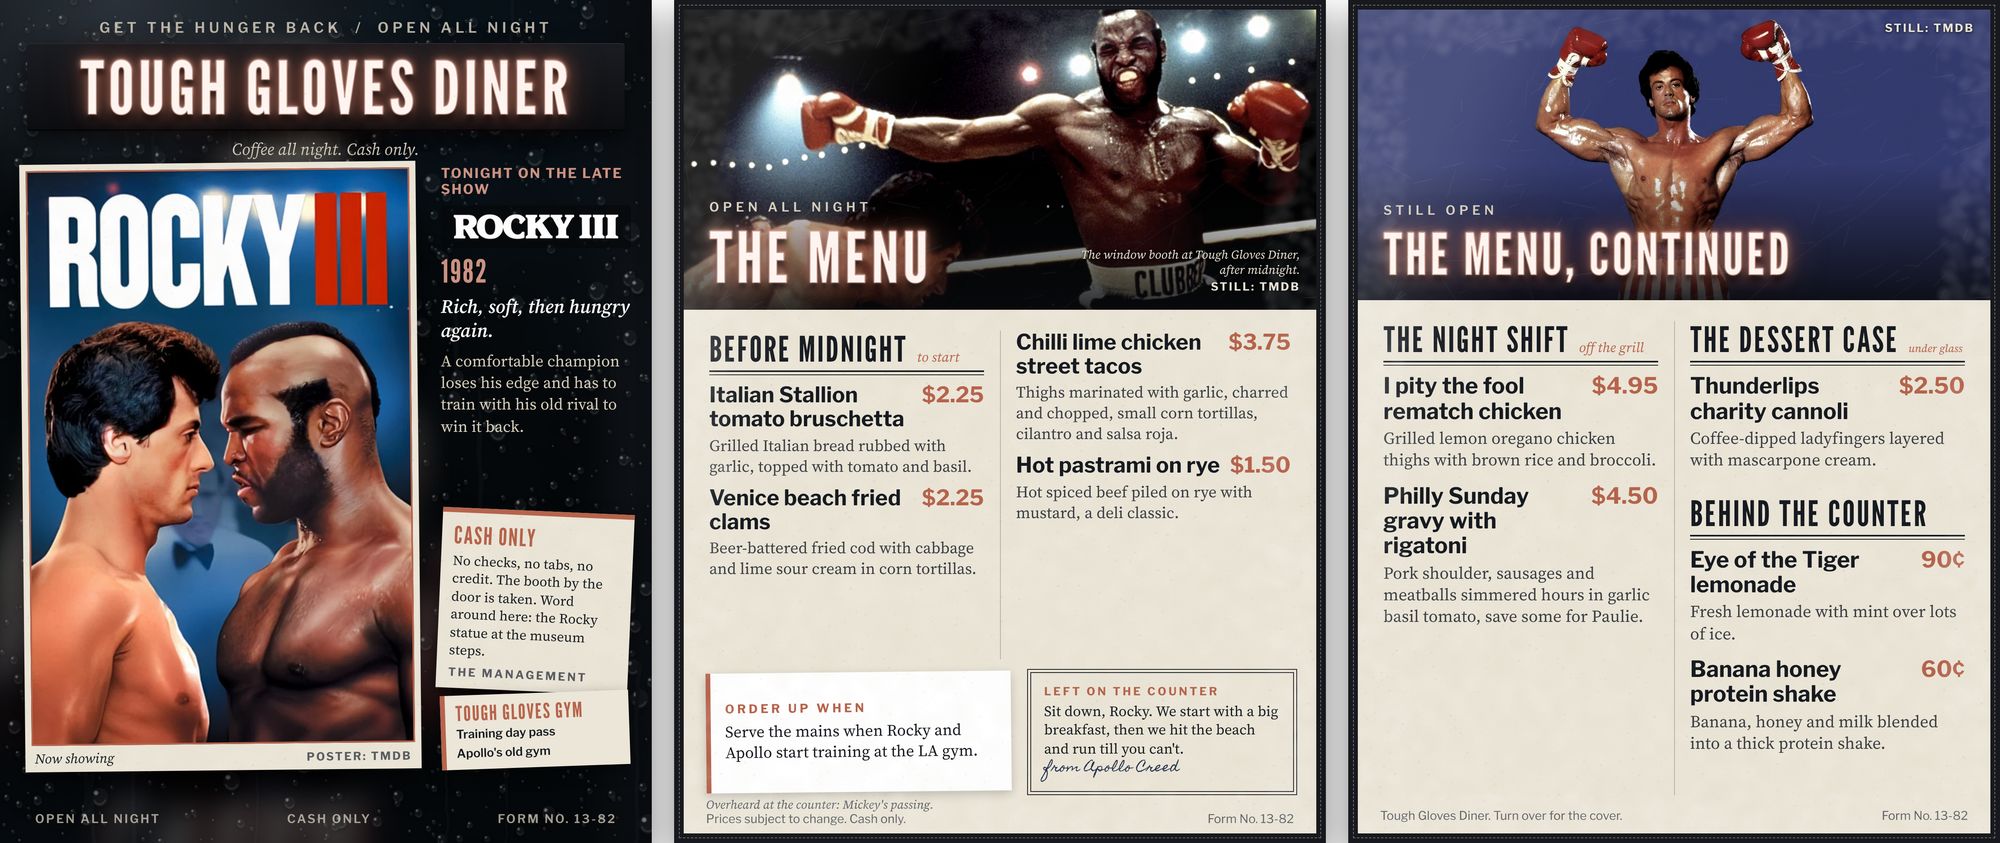 GET THE HUNGER BACK / OPEN ALL NIGHT
TOUGH GLOVES DINER
Coffee all night. Cash only.
ROCKY III
Now showing
POSTER: TMDB
TONIGHT ON THE LATE
SHOW
ROCKY III
1982
Rich, soft, then hungry
again.
A comfortable champion
loses his edge and has to
train with his old rival to
win it back.
CASH ONLY
No checks, no tabs, no
credit. The booth by the
door is taken. Word
around here: the Rocky
statue at the museum
steps.
THE MANAGEMENT
TOUGH GLOVES GYM
Training day pass
Apollo's old gym
OPEN ALL NIGHT
CASH ONLY
FORM NO. 13-82
OPEN ALL NIGHT
THE MENU
The window booth at Tough Gloves Diner,
after midnight.
STILL: TMDB
CLUBBER
BEFORE MIDNIGHT to start
Italian Stallion $2.25
tomato bruschetta
Grilled Italian bread rubbed with
garlic, topped with tomato and basil.
Venice beach fried $2.25
clams
Beer-battered fried cod with cabbage
and lime sour cream in corn tortillas.
Chilli lime chicken $3.75
street tacos
Thighs marinated with garlic, charred
and chopped, small corn tortillas,
cilantro and salsa roja.
Hot pastrami on rye $1.50
Hot spiced beef piled on rye with
mustard, a deli classic.
ORDER UP WHEN
Serve the mains when Rocky and
Apollo start training at the LA gym.
LEFT ON THE COUNTER
Sit down, Rocky. We start with a big
breakfast, then we hit the beach
and run till you can't.
from Apollo Creed
Overheard at the counter: Mickey's passing.
Prices subject to change. Cash only.
Form No. 13-82
STILL: TMDB
STILL OPEN
THE MENU, CONTINUED
THE NIGHT SHIFT off the grill
I pity the fool $4.95
rematch chicken
Grilled lemon oregano chicken
thighs with brown rice and broccoli.
Philly Sunday $4.50
gravy with
rigatoni
Pork shoulder, sausages and
meatballs simmered hours in garlic
basil tomato, save some for Paulie.
THE DESSERT CASE under glass
Thunderlips $2.50
charity cannoli
Coffee-dipped ladyfingers layered
with mascarpone cream.
BEHIND THE COUNTER
Eye of the Tiger 90¢
lemonade
Fresh lemonade with mint over lots
of ice.
Banana honey 60¢
protein shake
Banana, honey and milk blended
into a thick protein shake.
Tough Gloves Diner. Turn over for the cover.
Form No. 13-82